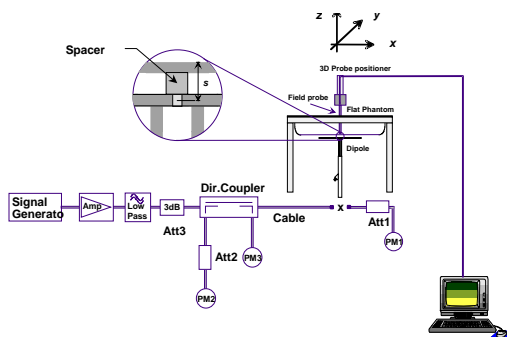 z
y
x
3D Probe positioner
Spacer
s
Field probe
Flat Phantom
Dipole
Dir.Coupler
Signal
Generato
Amp
Low
Pass
3dB
Cable
x
Att3
Att1
Att2
PM3
PM1
PM2